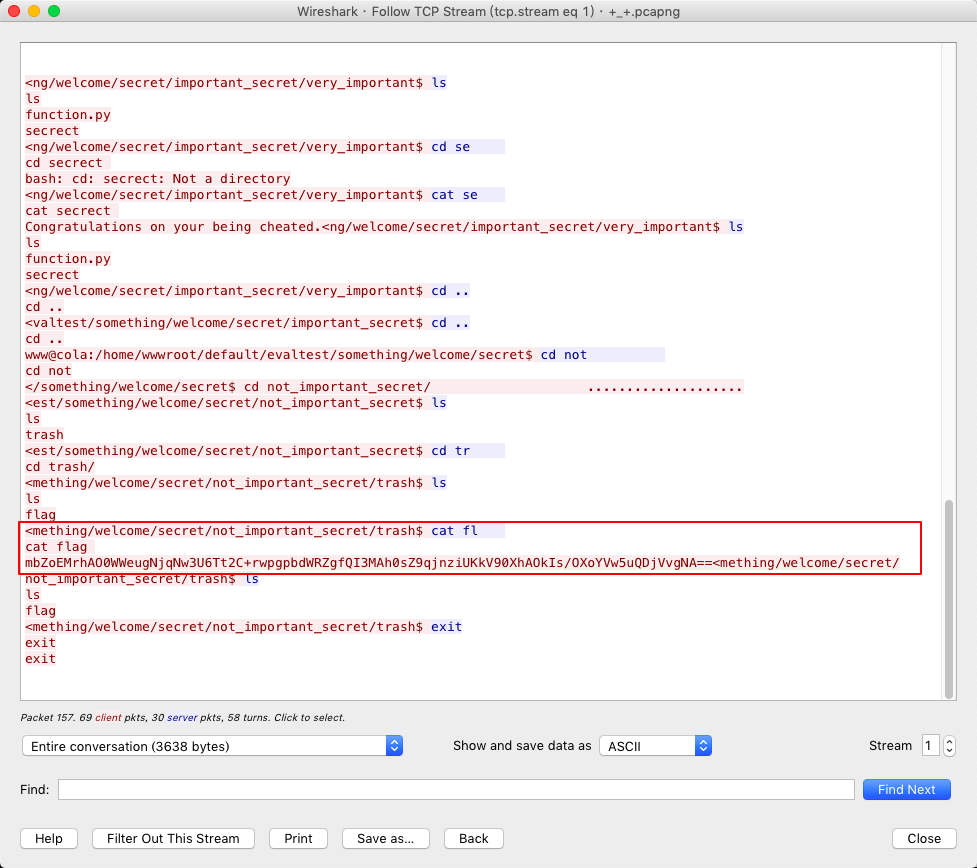 Wireshark · Follow TCP Stream (tcp.stream eq 1) · +_+.pcapng
<ng/welcome/secret/important_secret/very_important$ ls
ls
function.py
secrect
<ng/welcome/secret/important_secret/very_important$ cd se
cd secrect
bash: cd: secrect: Not a directory
<ng/welcome/secret/important_secret/very_important$ cat se
cat secrect
Congratulations on your being cheated.<ng/welcome/secret/important_secret/very_important$ ls
ls
function.py
secrect
<ng/welcome/secret/important_secret/very_important$ cd ..
cd ..
<valtest/something/welcome/secret/important_secret$ cd ..
cd ..
www@cola:/home/wwwroot/default/evaltest/something/welcome/secret$ cd not
cd not
</something/welcome/secret$ cd not_important_secret/                    ....................
<est/something/welcome/secret/not_important_secret$ ls
ls
trash
<est/something/welcome/secret/not_important_secret$ cd tr
cd trash/
<mething/welcome/secret/not_important_secret/trash$ ls
ls
flag
<mething/welcome/secret/not_important_secret/trash$ cat fl
cat flag
mbZoEMrhAO0WWeugNjqNw3U6Tt2C+rwpgpbdWRZgfQI3MAh0sZ9qjnziUKkV90XhAOkIs/OXoYVw5uQDjVvgNA==<mething/welcome/secret/
not_important_secret/trash$ ls
ls
flag
<mething/welcome/secret/not_important_secret/trash$ exit
exit
exit
Packet 157. 69 client pkts, 30 server pkts, 58 turns. Click to select.
Entire conversation (3638 bytes) Show and save data as ASCII Stream 1
Find: Find Next
Help Filter Out This Stream Print Save as... Back Close